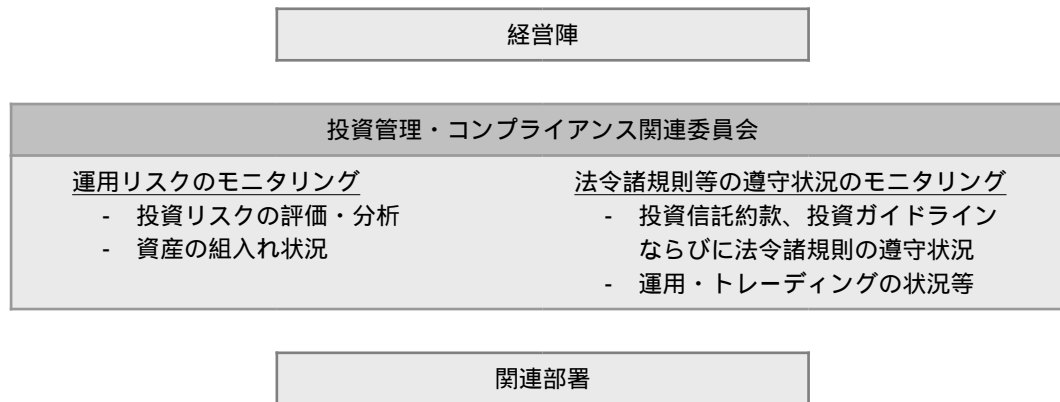 経営陣
投資管理・コンプライアンス関連委員会
運用リスクのモニタリング
- 投資リスクの評価・分析
- 資産の組入れ状況
法令諸規則等の遵守状況のモニタリング
- 投資信託約款、投資ガイドライン
ならびに法令諸規則の遵守状況
- 運用・トレーディングの状況等
関連部署